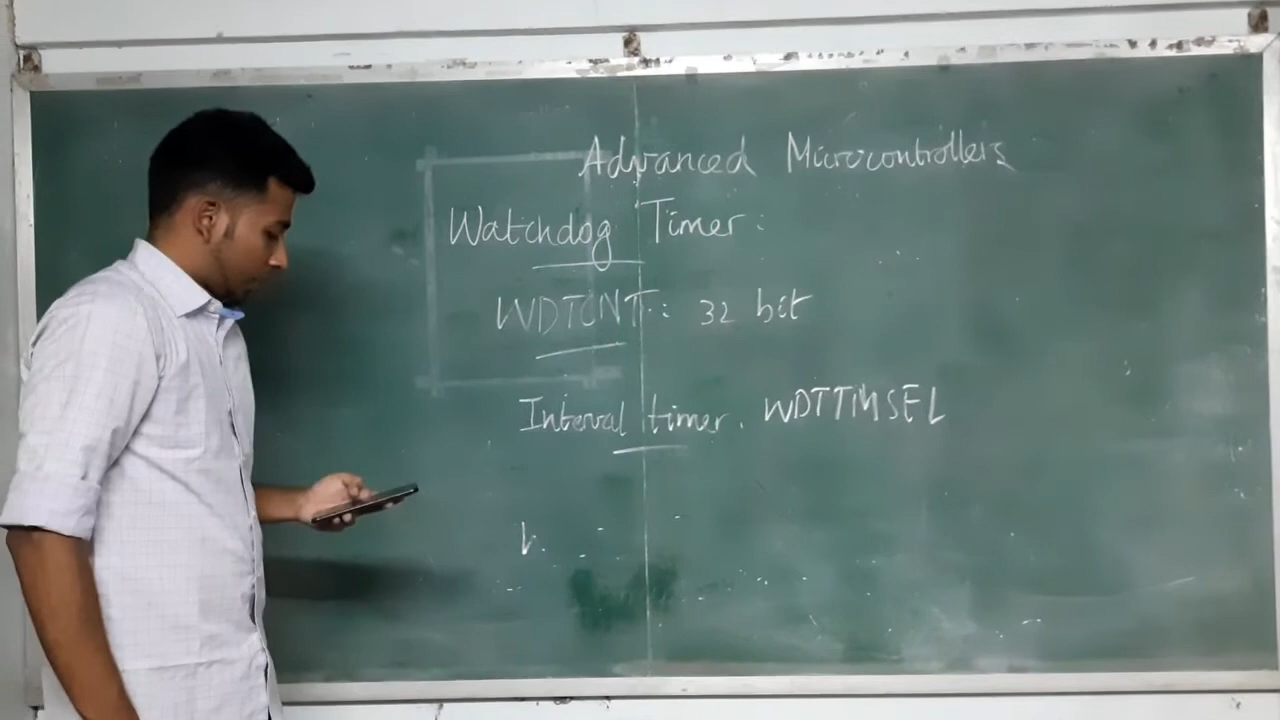 Advanced Microcontrollers
Watchdog Timer:
WDTCNT: 32 bit
Interval timer. WDTTMSEL